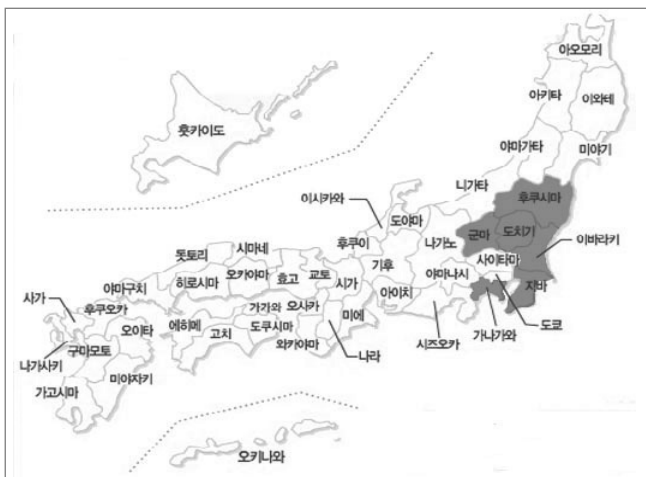 아오모리
아키타
이와테
홋카이도
야마가타
미야기
니가타
후쿠시마
이시카와
도야마
군마
도치기
이바라키
후쿠이
나가노
사이타마
돗토리
시마네
기후
야마나시
지바
야마구치
히로시마
오카야마
효고
교토
시가
아이치
사가
후쿠오카
가가와
오사카
미에
도쿄
가나가와
시즈오카
오이타
에히메
고치
도쿠시마
와카야마
나라
나가사키
구마모토
미야자키
가고시마
오키나와